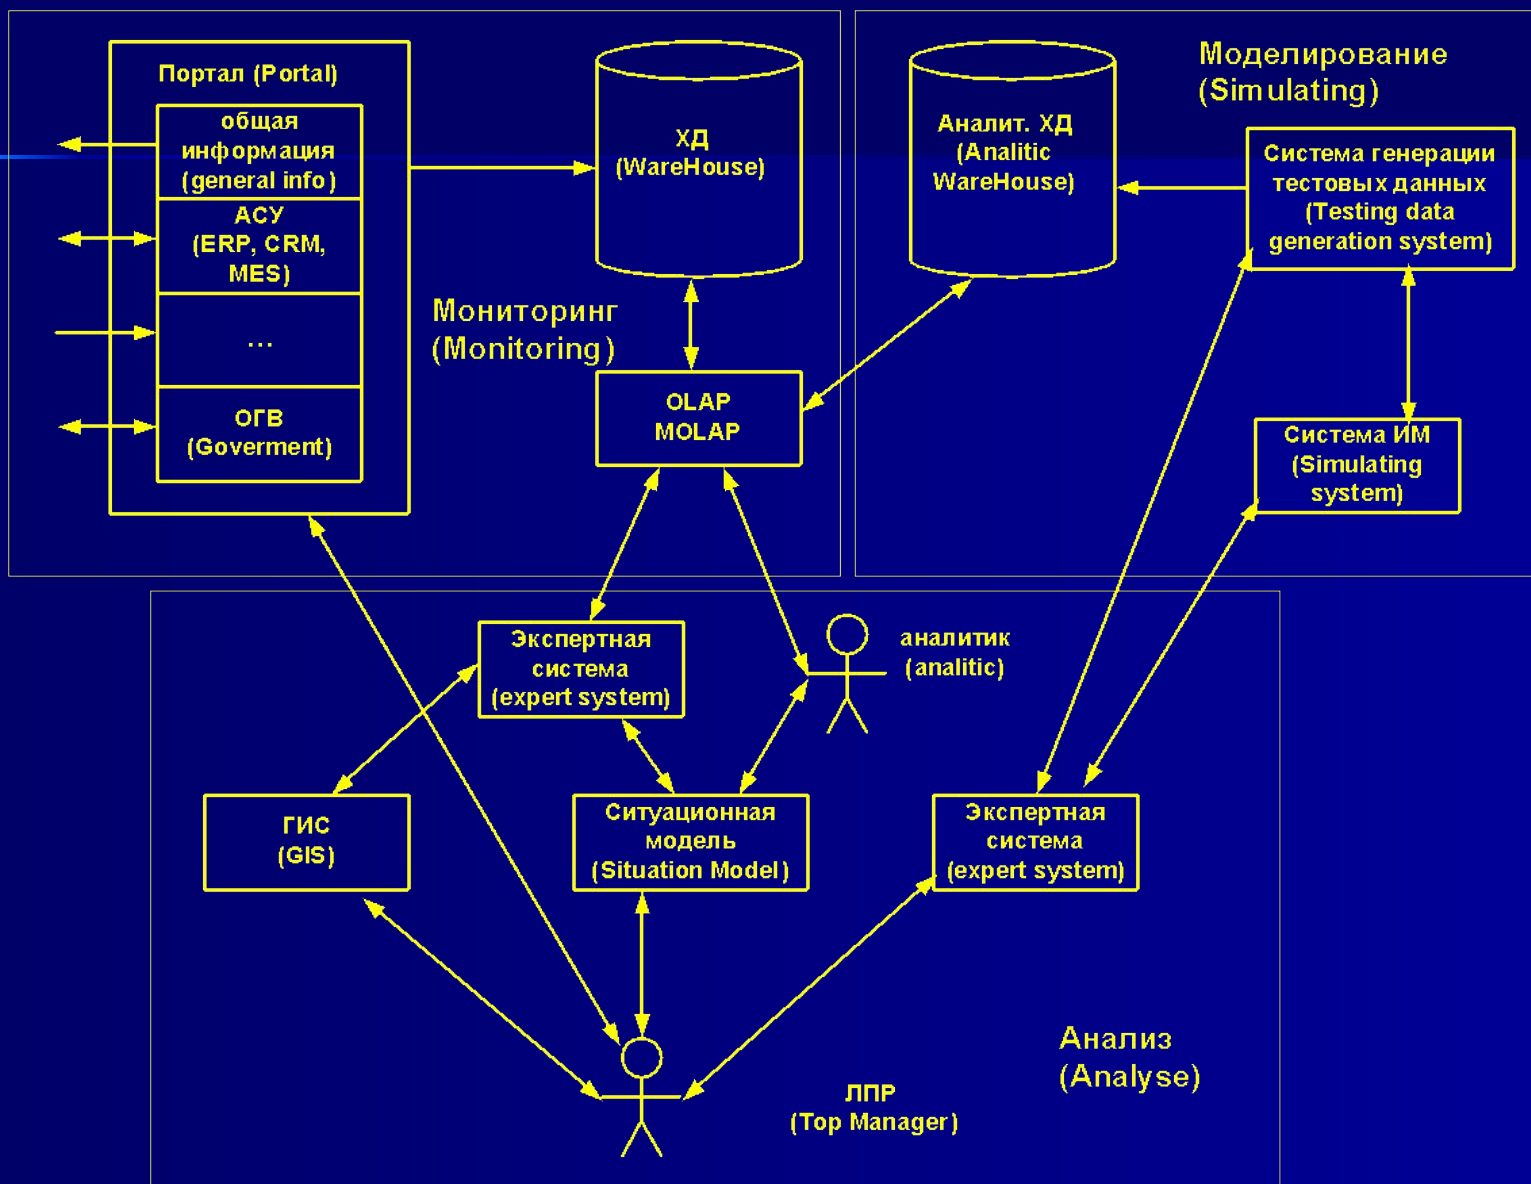 Портал (Portal)
общая
информация
(general info)
АСУ
(ERP, CRM,
MES)
...
ОГВ
(Goverment)
ХД
(WareHouse)
Мониторинг
(Monitoring)
OLAP
MOLAP
Аналит. ХД
(Analitic
WareHouse)
Моделирование
(Simulating)
Система генерации
тестовых данных
(Testing data
generation system)
Система ИМ
(Simulating
system)
Экспертная
система
(expert system)
аналитик
(analitic)
ГИС
(GIS)
Ситуационная
модель
(Situation Model)
Экспертная
система
(expert system)
Анализ
(Analyse)
ЛПР
(Top Manager)